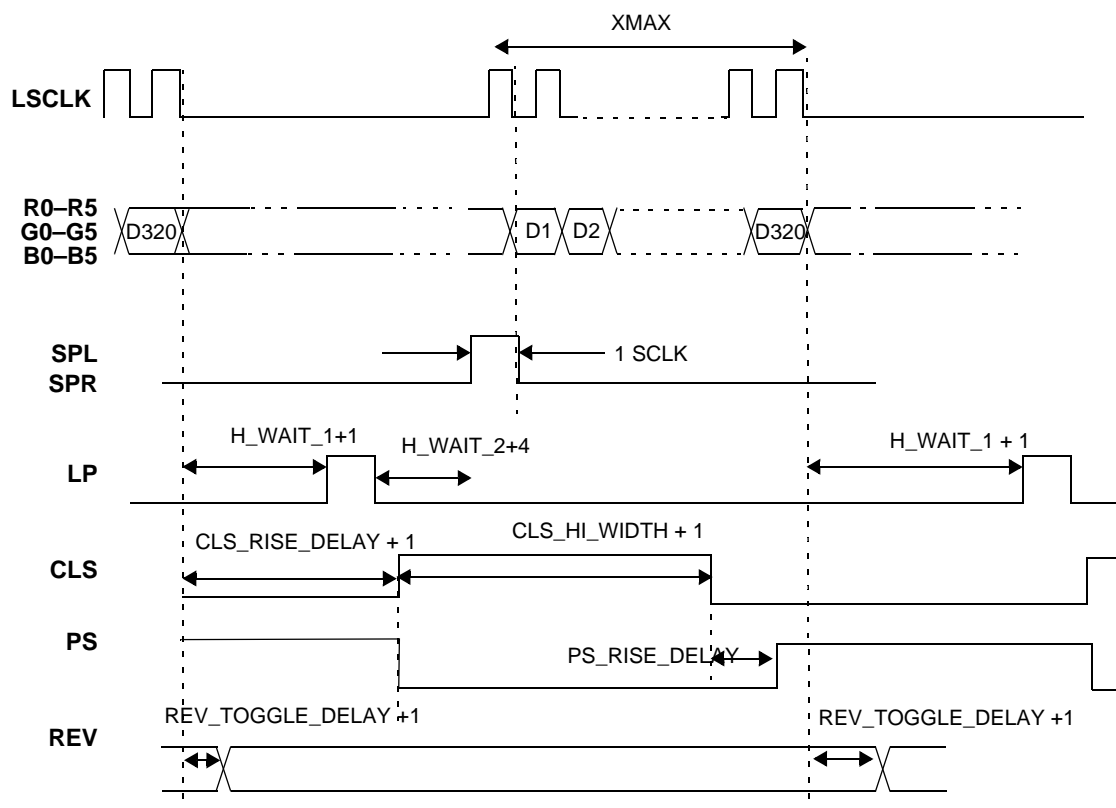 XMAX
LSCLK
R0–R5
G0–G5
B0–B5
D320
D1
D2
D320
SPL
SPR
1 SCLK
LP
H_WAIT_1+1
H_WAIT_2+4
H_WAIT_1 + 1
CLS
CLS_RISE_DELAY + 1
CLS_HI_WIDTH + 1
PS
PS_RISE_DELAY
REV
REV_TOGGLE_DELAY +1
REV_TOGGLE_DELAY +1